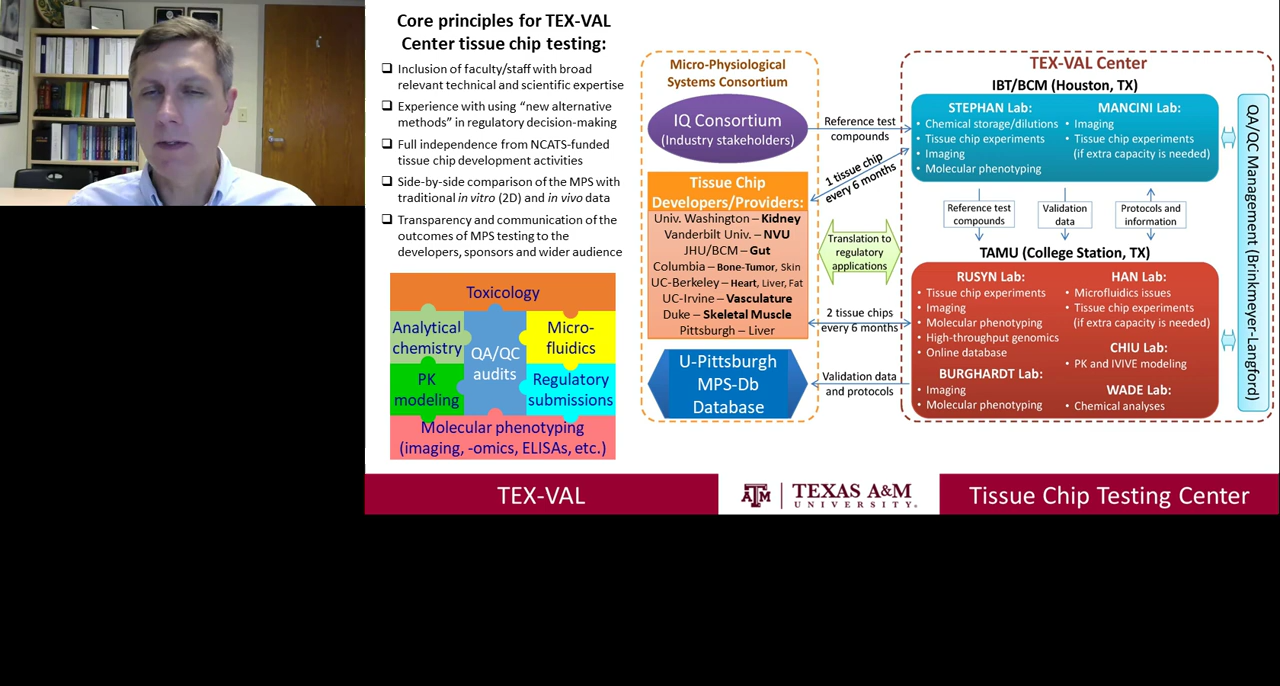 Core principles for TEX-VAL
Center tissue chip testing:
Inclusion of faculty/staff with broad
relevant technical and scientific expertise
Experience with using “new alternative
methods” in regulatory decision-making
Full independence from NCATS-funded
tissue chip development activities
Side-by-side comparison of the MPS with
traditional in vitro (2D) and in vivo data
Transparency and communication of the
outcomes of MPS testing to the
developers, sponsors and wider audience
Toxicology
Analytical
chemistry
QA/QC
audits
Micro-
fluidics
PK
modeling
Regulatory
submissions
Molecular phenotyping
(imaging, -omics, ELISAs, etc.)
Micro-Physiological
Systems Consortium
IQ Consortium
(Industry stakeholders)
Tissue Chip
Developers/Providers:
Univ. Washington – Kidney
Vanderbilt Univ. – NVU
JHU/BCM – Gut
Columbia – Bone-Tumor, Skin
UC-Berkeley – Heart, Liver, Fat
UC-Irvine – Vasculature
Duke – Skeletal Muscle
Pittsburgh – Liver
U-Pittsburgh
MPS-Db
Database
Reference test
compounds
1 tissue chip
every 6 months
Translation to
regulatory
applications
2 tissue chips
every 6 months
Validation data
and protocols
TEX-VAL Center
IBT/BCM (Houston, TX)
STEPHAN Lab:
• Chemical storage/dilutions
• Tissue chip experiments
• Imaging
• Molecular phenotyping
MANCINI Lab:
• Imaging
• Tissue chip experiments
(if extra capacity is needed)
Reference test
compounds
Validation
data
Protocols and
information
TAMU (College Station, TX)
RUSYN Lab:
• Tissue chip experiments
• Imaging
• Molecular phenotyping
• High-throughput genomics
• Online database
BURGHARDT Lab:
• Imaging
• Molecular phenotyping
HAN Lab:
• Microfluidics issues
• Tissue chip experiments
(if extra capacity is needed)
CHIU Lab:
• PK and IVIVE modeling
WADE Lab:
• Chemical analyses
QA/QC Management (Brinkmeyer-Langford)
TEX-VAL
ATM
TEXAS A&M
UNIVERSITY.
Tissue Chip Testing Center